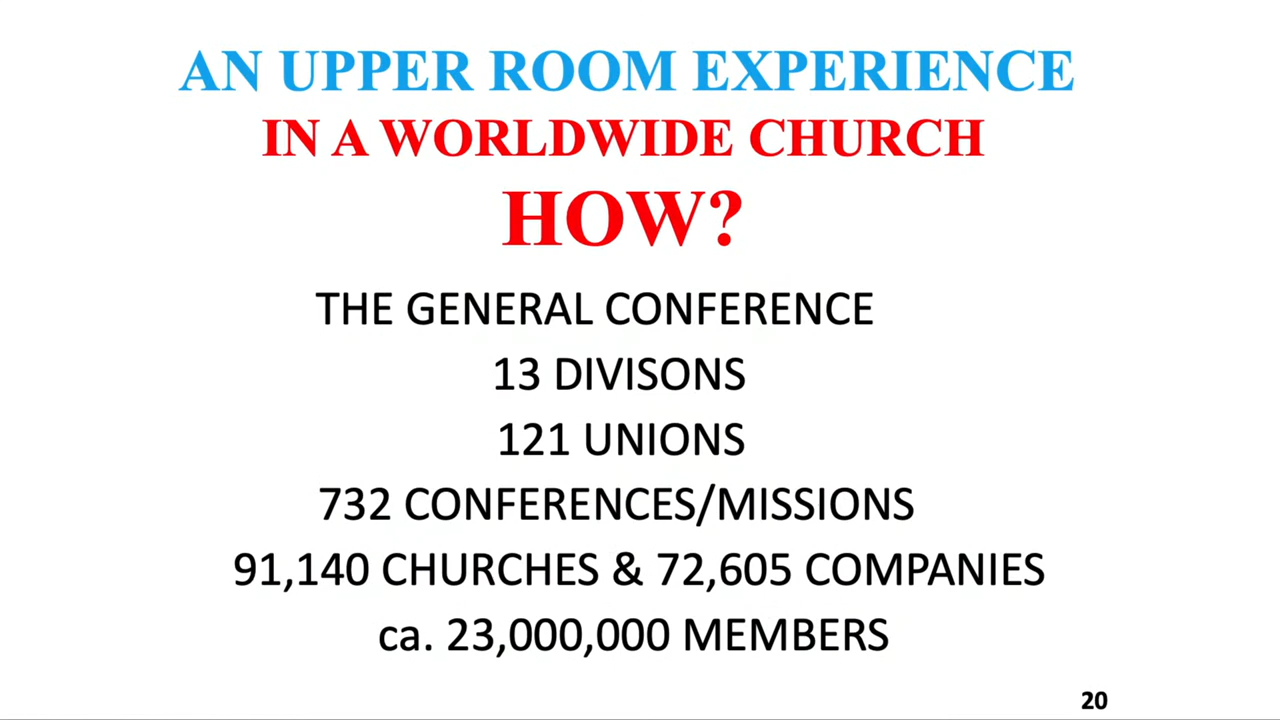 AN UPPER ROOM EXPERIENCE
IN A WORLDWIDE CHURCH
HOW?
THE GENERAL CONFERENCE
13 DIVISONS
121 UNIONS
732 CONFERENCES/MISSIONS
91,140 CHURCHES & 72,605 COMPANIES
ca. 23,000,000 MEMBERS
20